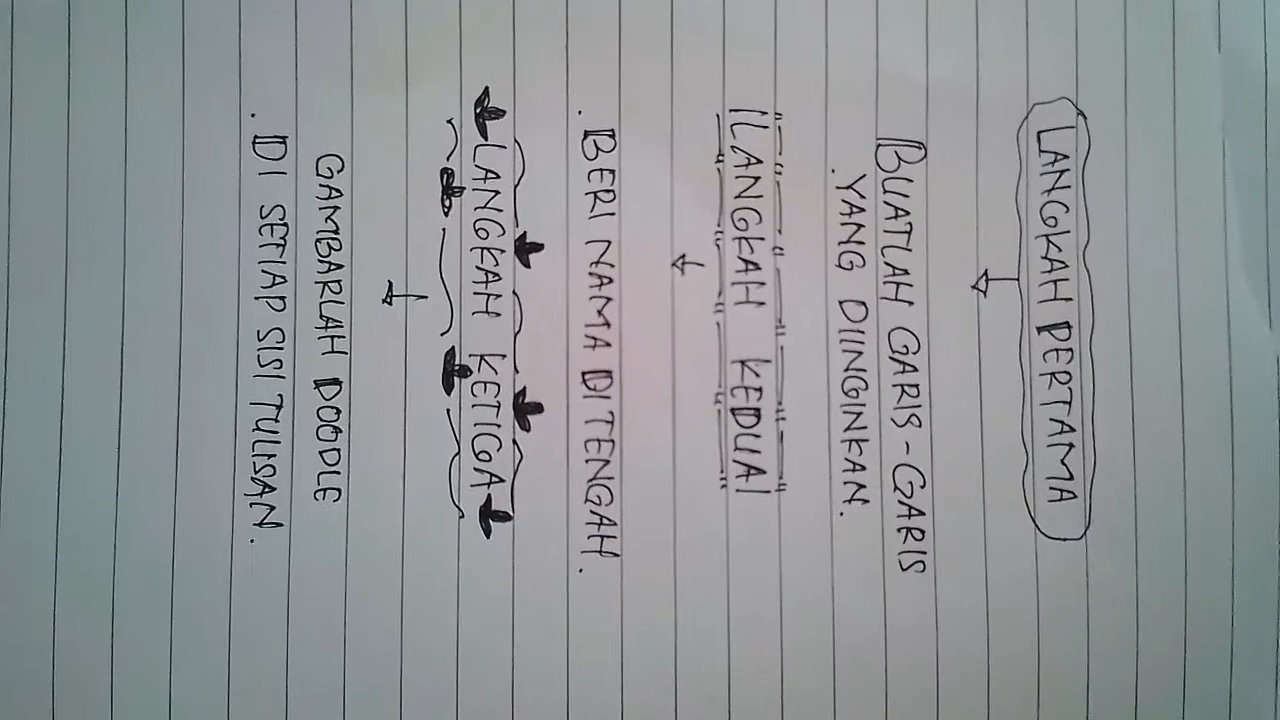 LANGKAH PERTAMA
BUATLAH GARIS-GARIS
.YANG DIINGINKAN.
LANGKAH KEDUA
. BERI NAMA DI TENGAH.
LANGKAH KETIGA
GAMBARLAH DOODLE
. DI SETIAP SISI TULISAN.